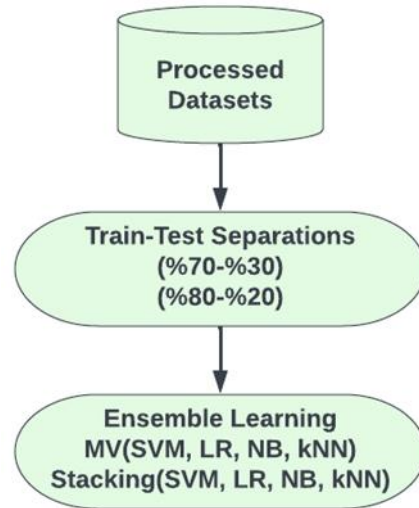 Processed
Datasets
Train-Test Separations
(%70-%30)
(%80-%20)
Ensemble Learning
MV(SVM, LR, NB, kNN)
Stacking(SVM, LR, NB, kNN)